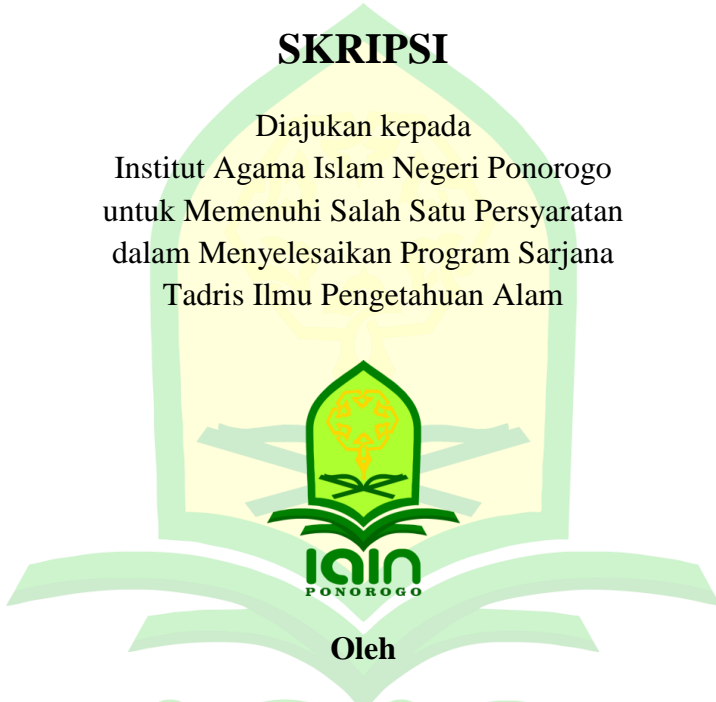 SKRIPSI
Diajukan kepada
Institut Agama Islam Negeri Ponorogo
untuk Memenuhi Salah Satu Persyaratan
dalam Menyelesaikan Program Sarjana
Tadris Ilmu Pengetahuan Alam
iain
PONOROGO
Oleh